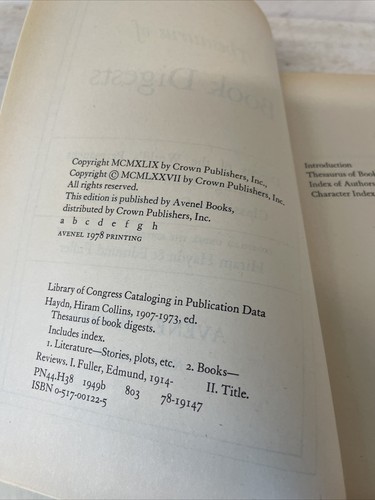 Copyright MCMXLIX by Crown Publishers, Inc.,
Copyright © MCMLXXVII by Crown Publishers, Inc.
All rights reserved.
This edition is published by Avenel Books,
distributed by Crown Publishers, Inc.
a b c d e f g h
AVENEL 1978 PRINTING
Library of Congress Cataloging in Publication Data
Haydn, Hiram Collins, 1907-1973, ed.
Thesaurus of book digests.
Includes index.
1. Literature—Stories, plots, etc. 2. Books—
Reviews. I. Fuller, Edmund, 1914- II. Title.
PN44.H38 1949b 803 78-19147
ISBN 0-517-00122-5
Introduction
Thesaurus of Book
Index of Authors
Character Index